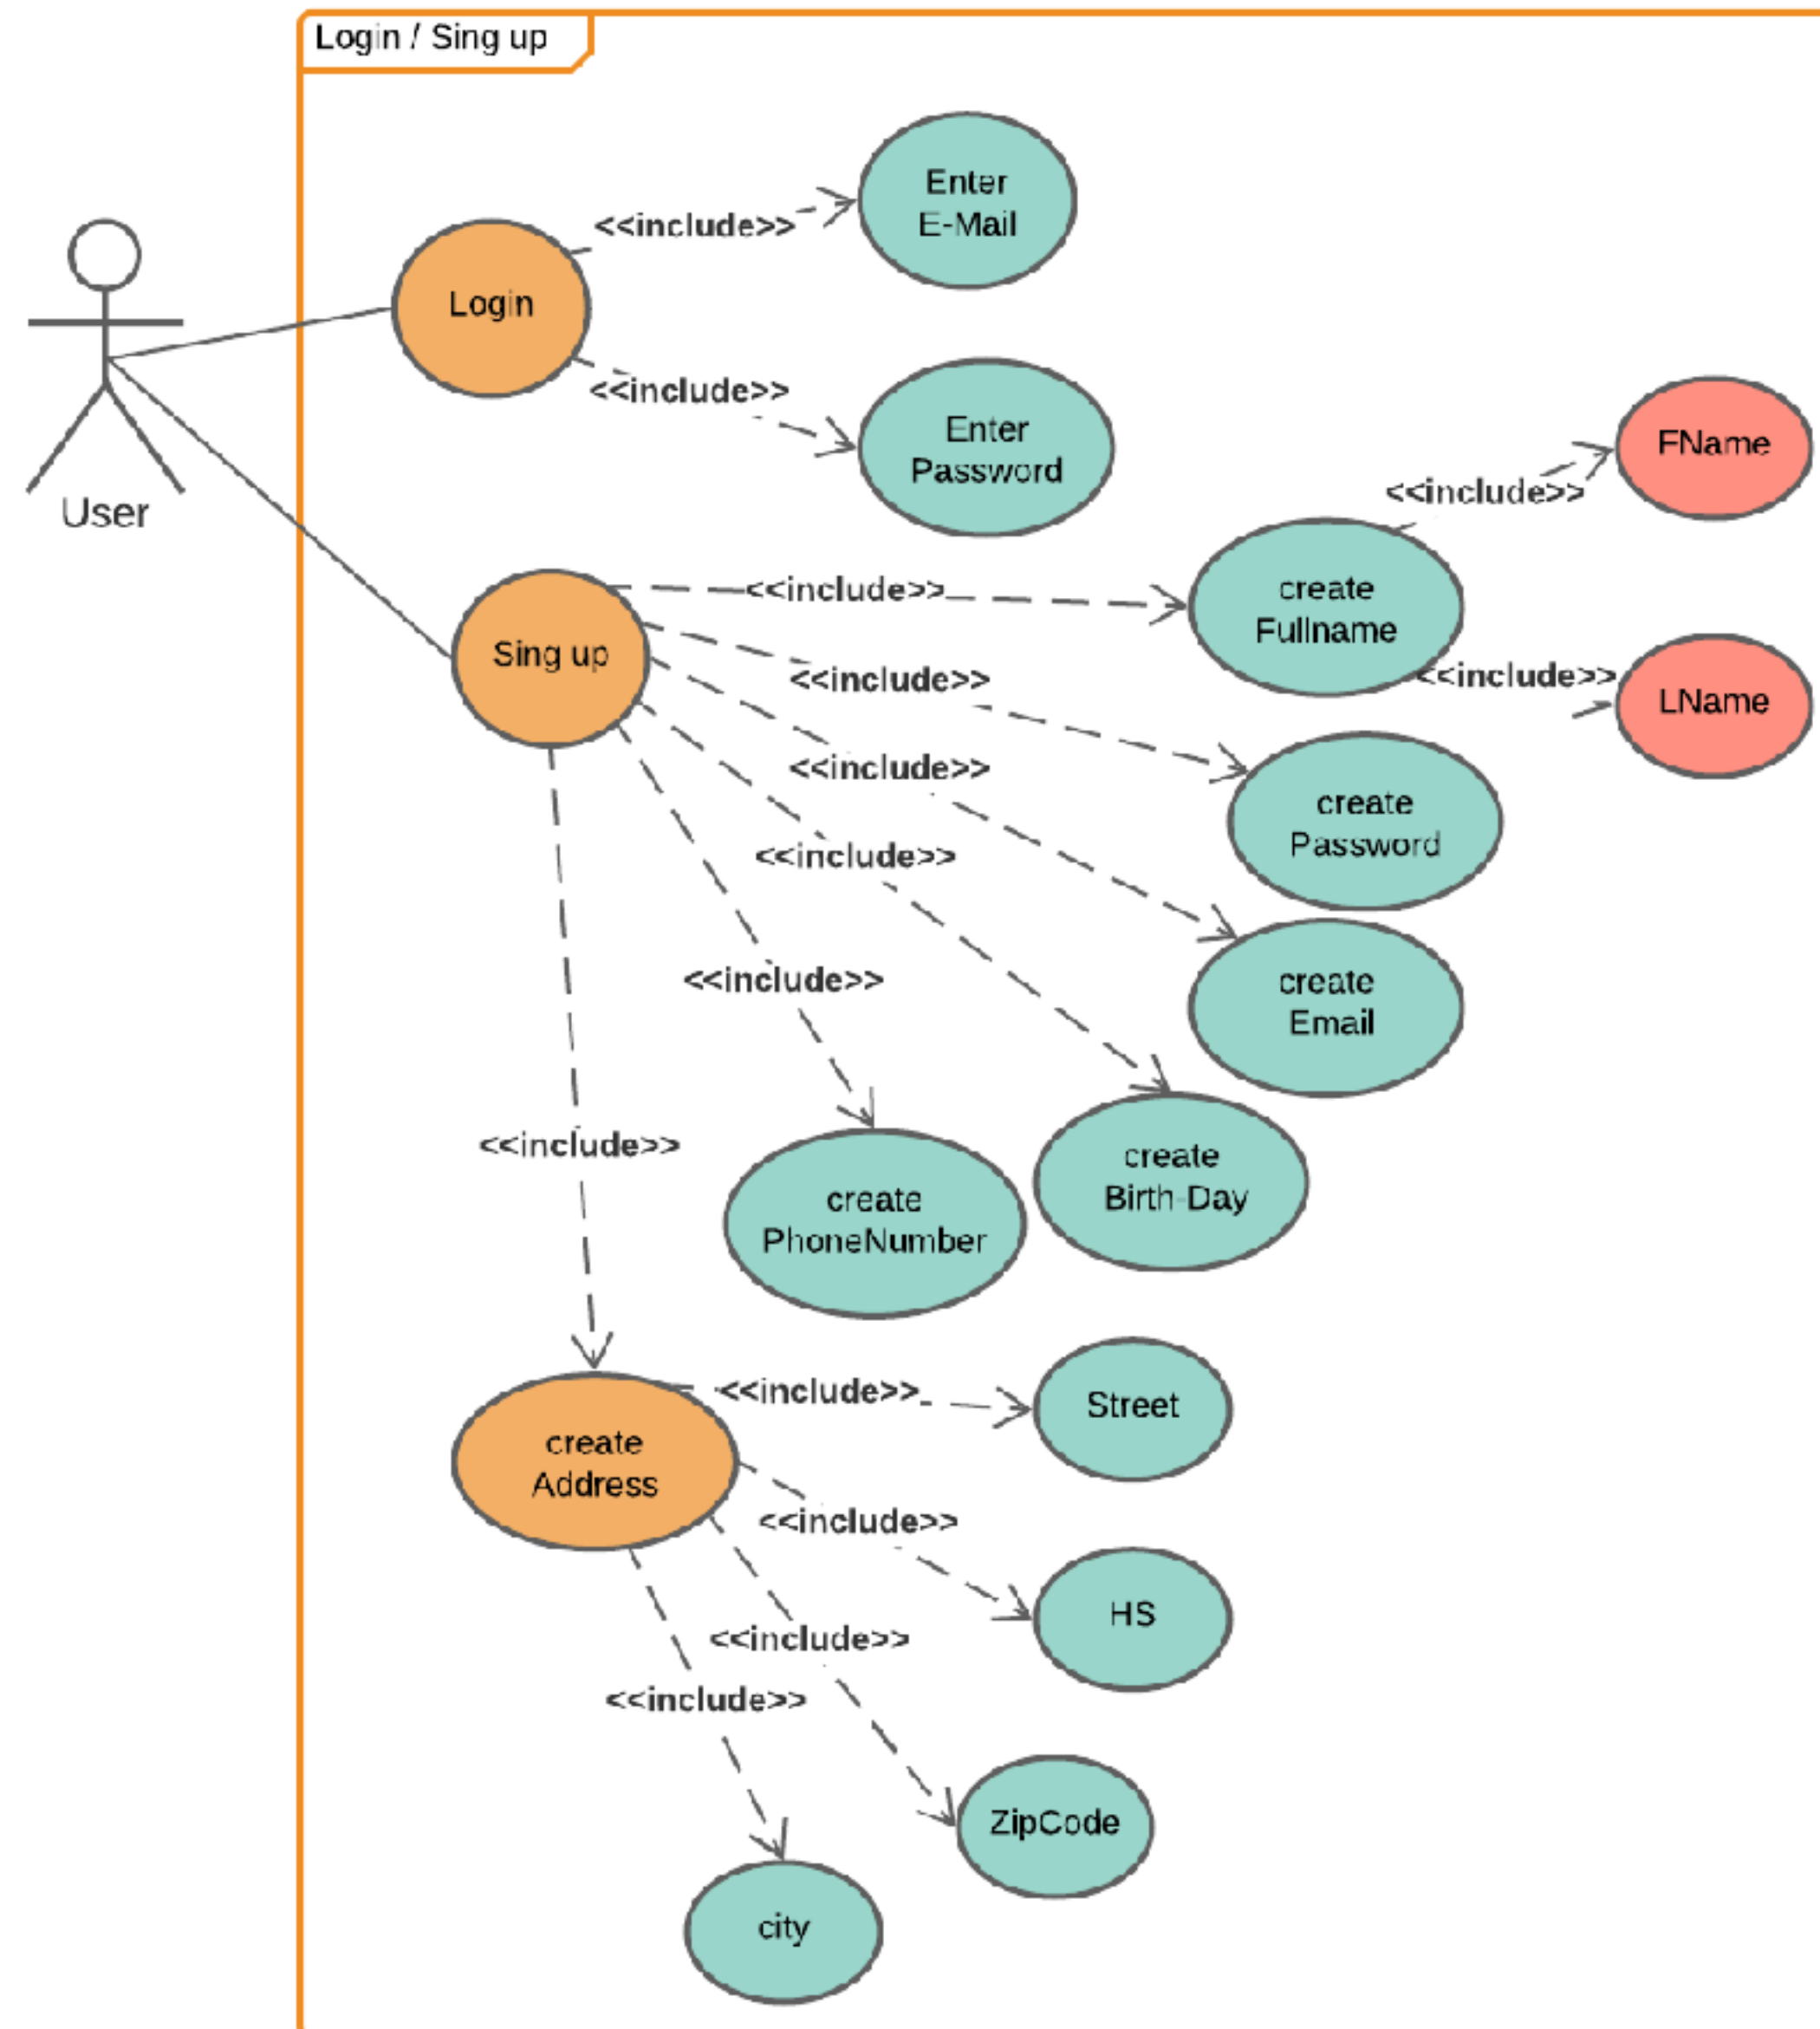 Login / Sing up
Enter
E-Mail
<<include>>
Login
<<include>>
Enter
Password
FName
<<include>>
User
<<include>>
create
Fullname
Sing up
<<include>>
<<include>>
LName
<<include>>
create
Password
<<include>>
<<include>>
create
Email
<<include>>
create
Birth-Day
create
PhoneNumber
<<include>>
Street
create
Address
<<include>>
HS
<<include>>
<<include>>
ZipCode
city